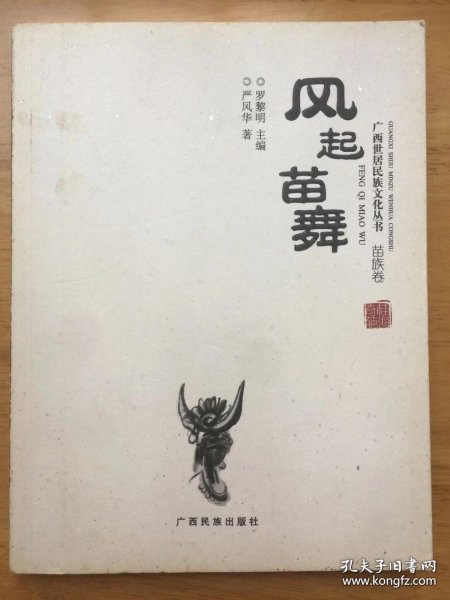 GUANGXI SHIJU MINZU WENHUA CONGSHU
广西世居民族文化丛书 苗族卷
FENG QI MIAO WU
风起苗舞
◎罗黎明 主编
◎严风华 著
广西民族出版社
孔夫子旧书网
www.kongfz.com